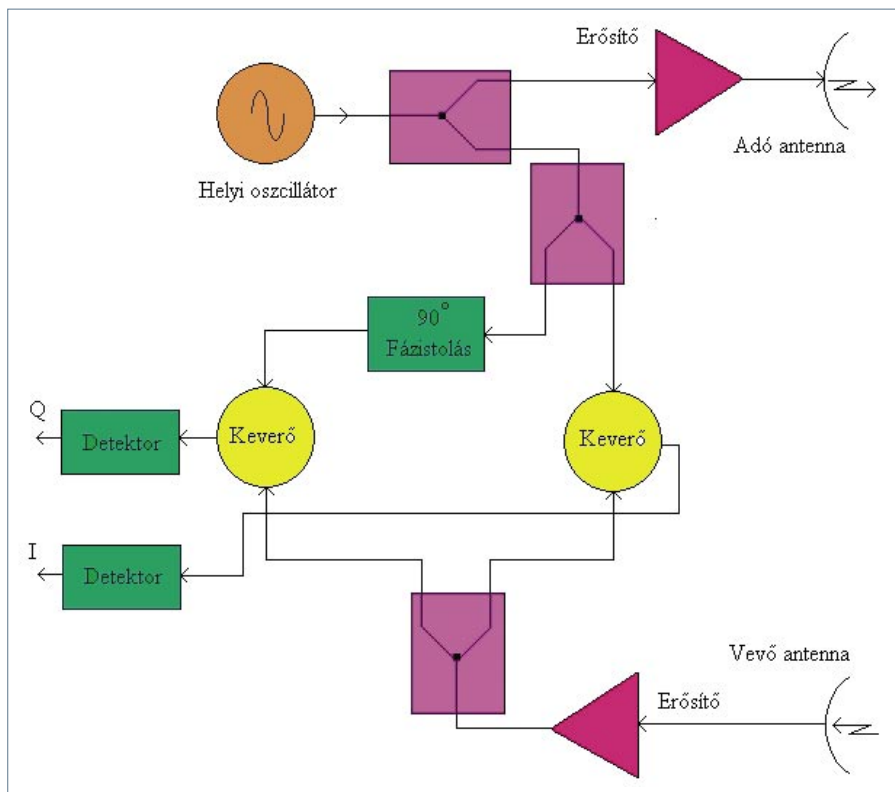 Erősítő
Adó antenna
Helyi oszcillátor
90°
Fázistolás
Q
Detektor
Keverő
Keverő
I
Detektor
Vevő antenna
Erősítő